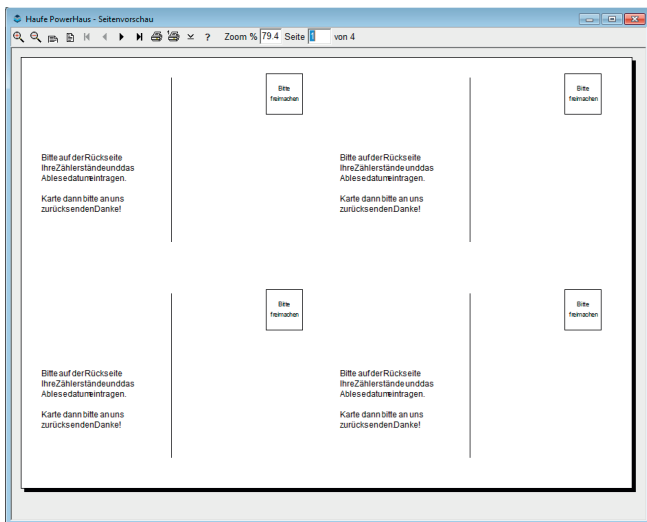 Haufe PowerHaus - Seitenvorschau
Zoom % 79.4 Seite 1 von 4
Bitte
freimachen
Bitte
freimachen
Bitte auf der Rückseite
Ihre Zählerstände und das
Ablesedatum eintragen.
Karte dann bitte an uns
zurücksenden. Danke!
Bitte auf der Rückseite
Ihre Zählerstände und das
Ablesedatum eintragen.
Karte dann bitte an uns
zurücksenden. Danke!
Bitte
freimachen
Bitte
freimachen
Bitte auf der Rückseite
Ihre Zählerstände und das
Ablesedatum eintragen.
Karte dann bitte an uns
zurücksenden. Danke!
Bitte auf der Rückseite
Ihre Zählerstände und das
Ablesedatum eintragen.
Karte dann bitte an uns
zurücksenden. Danke!